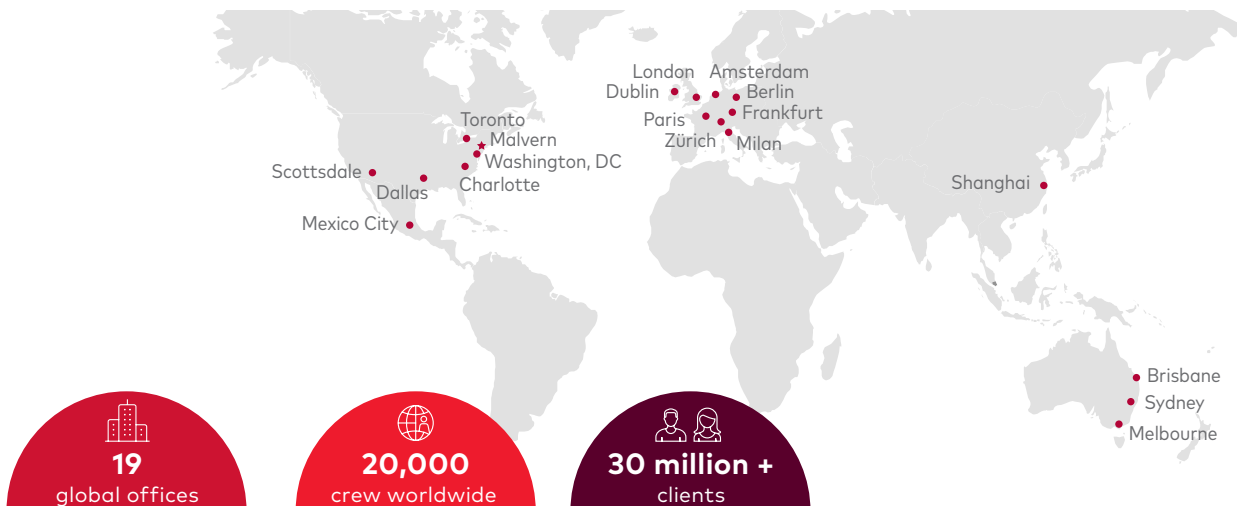 London
Amsterdam
Dublin
Berlin
Paris
Frankfurt
Zürich
Milan
Toronto
Malvern
Washington, DC
Scottsdale
Dallas
Charlotte
Mexico City
Shanghai
Brisbane
Sydney
Melbourne
19
global offices
20,000
crew worldwide
30 million +
clients